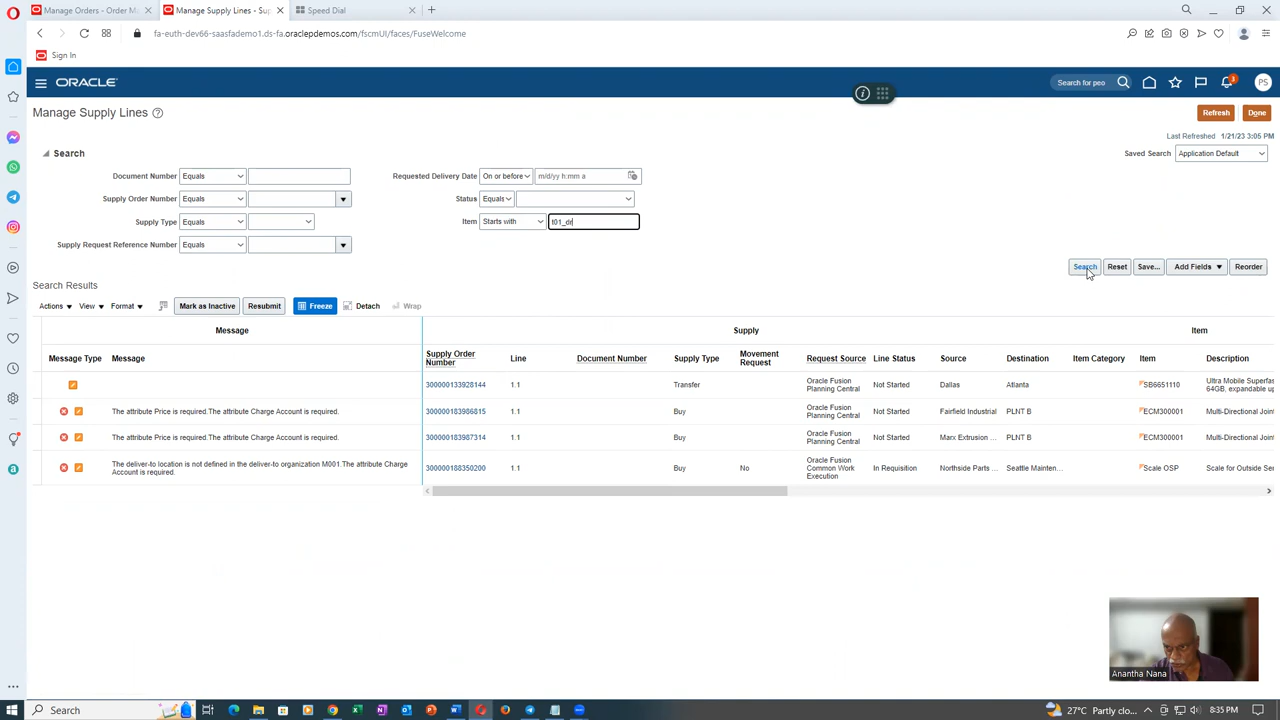 Manage Orders - Order M
Manage Supply Lines - Sup
Speed Dial
fa-euth-dev66-saasfademo1.ds-fa.oraclepdemos.com/fscmUI/faces/FuseWelcome
Sign In
ORACLE
Search for peo
3
PS
Manage Supply Lines
Refresh
Done
Last Refreshed 1/21/23 3:05 PM
Search
Saved Search Application Default
Document Number Equals
Requested Delivery Date On or before m/d/yy h:mm a
Supply Order Number Equals
Status Equals
Supply Type Equals
Item Starts with t01_dr
Supply Request Reference Number Equals
Search Reset Save... Add Fields Reorder
Search Results
Actions View Format Mark as Inactive Resubmit Freeze Detach Wrap
Message Supply Item
Message Type Message Supply Order Number Line Document Number Supply Type Movement Request Request Source Line Status Source Destination Item Category Item Description
300000133928144 1.1 Transfer Oracle Fusion Planning Central Not Started Dallas Atlanta SB6651110 Ultra Mobile Superfas 64GB, expandable up
The attribute Price is required.The attribute Charge Account is required. 300000183986815 1.1 Buy Oracle Fusion Planning Central Not Started Fairfield Industrial PLNT B ECM300001 Multi-Directional Joint
The attribute Price is required.The attribute Charge Account is required. 300000183987314 1.1 Buy Oracle Fusion Planning Central Not Started Marx Extrusion ... PLNT B ECM300001 Multi-Directional Joint
The deliver-to location is not defined in the deliver-to organization M001.The attribute Charge Account is required. 300000188350200 1.1 Buy No Oracle Fusion Common Work Execution In Requisition Northside Parts ... Seattle Mainten... Scale OSP Scale for Outside Se
Anantha Nana
Search
27°C Partly clo...
8:35 PM